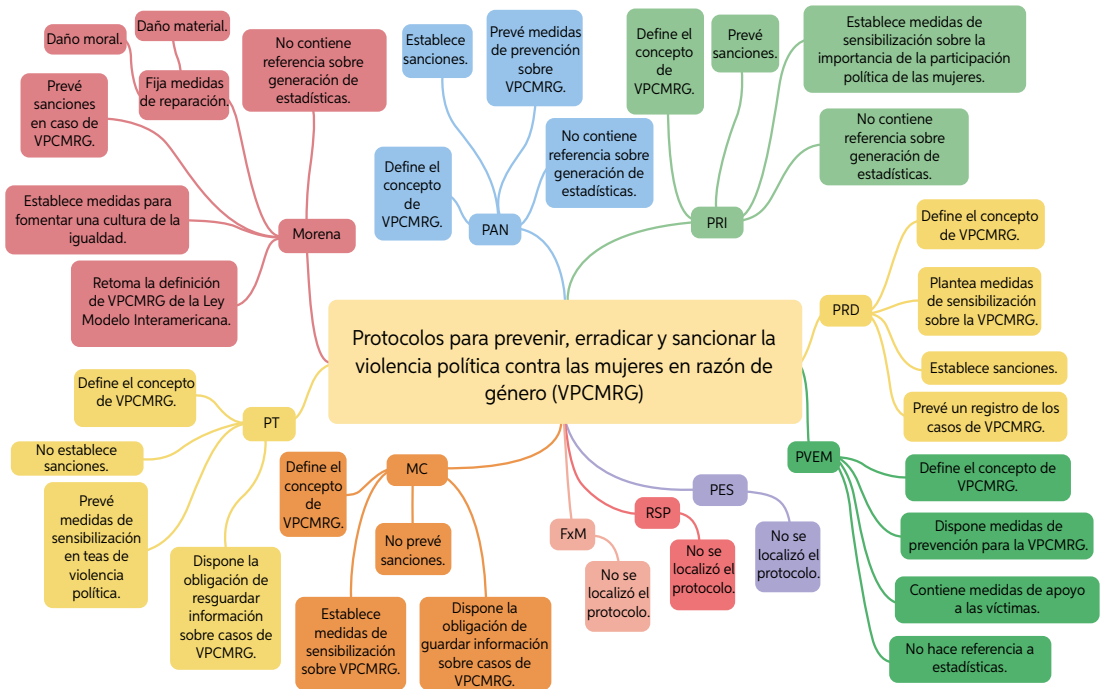 Protocolos para prevenir, erradicar y sancionar la
violencia política contra las mujeres en razón de
género (VPCMRG)
Morena
Daño moral.
Daño material.
Fija medidas
de reparación.
No contiene
referencia sobre
generación de
estadísticas.
Prevé
sanciones
en caso de
VPCMRG.
Establece medidas para
fomentar una cultura de la
igualdad.
Retoma la definición
de VPCMRG de la Ley
Modelo Interamericana.
PAN
Establece
sanciones.
Prevé medidas
de prevención
sobre
VPCMRG.
Define el
concepto
de
VPCMRG.
No contiene
referencia sobre
generación de
estadísticas.
PRI
Define el
concepto
de
VPCMRG.
Prevé
sanciones.
Establece medidas de
sensibilización sobre la
importancia de la participación
política de las mujeres.
No contiene
referencia sobre
generación de
estadísticas.
PRD
Define el concepto
de VPCMRG.
Plantea medidas
de sensibilización
sobre la VPCMRG.
Establece sanciones.
Prevé un registro de los
casos de VPCMRG.
PT
Define el concepto
de VPCMRG.
No establece
sanciones.
Prevé
medidas de
sensibilización
en teas de
violencia
política.
Dispone la
obligación de
resguardar
información
sobre casos de
VPCMRG.
MC
Define el
concepto
de
VPCMRG.
No prevé
sanciones.
Establece
medidas de
sensibilización
sobre VPCMRG.
Dispone la
obligación de
guardar información
sobre casos de
VPCMRG.
FxM
No se
localizó el
protocolo.
RSP
No se
localizó el
protocolo.
PES
No se
localizó el
protocolo.
PVEM
Define el concepto de
VPCMRG.
Dispone medidas de
prevención para la VPCMRG.
Contiene medidas de apoyo
a las víctimas.
No hace referencia a
estadísticas.